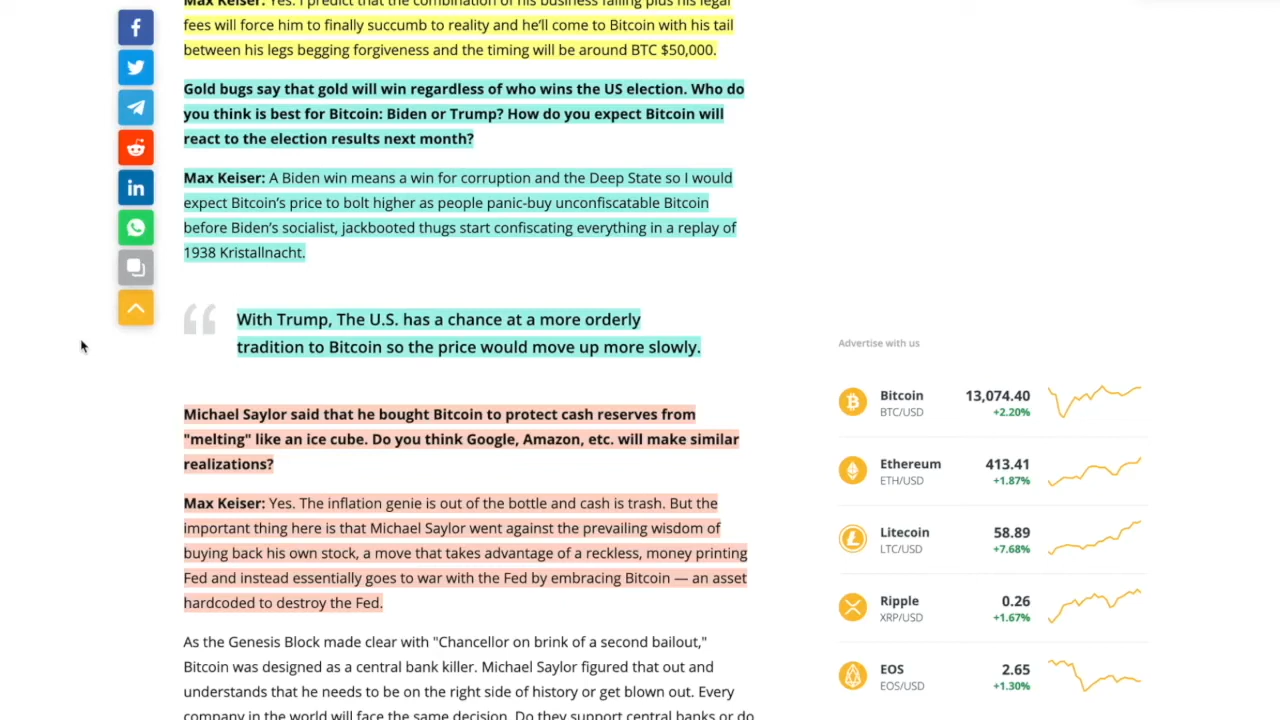 Max Keiser: Yes. I predict that the combination of his business failing plus his legal
fees will force him to finally succumb to reality and he'll come to Bitcoin with his tail
between his legs begging forgiveness and the timing will be around BTC $50,000.
Gold bugs say that gold will win regardless of who wins the US election. Who do
you think is best for Bitcoin: Biden or Trump? How do you expect Bitcoin will
react to the election results next month?
Max Keiser: A Biden win means a win for corruption and the Deep State so I would
expect Bitcoin's price to bolt higher as people panic-buy unconfiscatable Bitcoin
before Biden's socialist, jackbooted thugs start confiscating everything in a replay of
1938 Kristallnacht.
With Trump, The U.S. has a chance at a more orderly
tradition to Bitcoin so the price would move up more slowly.
Michael Saylor said that he bought Bitcoin to protect cash reserves from
"melting" like an ice cube. Do you think Google, Amazon, etc. will make similar
realizations?
Max Keiser: Yes. The inflation genie is out of the bottle and cash is trash. But the
important thing here is that Michael Saylor went against the prevailing wisdom of
buying back his own stock, a move that takes advantage of a reckless, money printing
Fed and instead essentially goes to war with the Fed by embracing Bitcoin — an asset
hardcoded to destroy the Fed.
As the Genesis Block made clear with "Chancellor on brink of a second bailout,"
Bitcoin was designed as a central bank killer. Michael Saylor figured that out and
understands that he needs to be on the right side of history or get blown out. Every
company in the world will face the same decision. Do they support central banks or do
Advertise with us
Bitcoin 13,074.40
BTC/USD +2.20%
Ethereum 413.41
ETH/USD +1.87%
Litecoin 58.89
LTC/USD +7.68%
Ripple 0.26
XRP/USD +1.67%
EOS 2.65
EOS/USD +1.30%